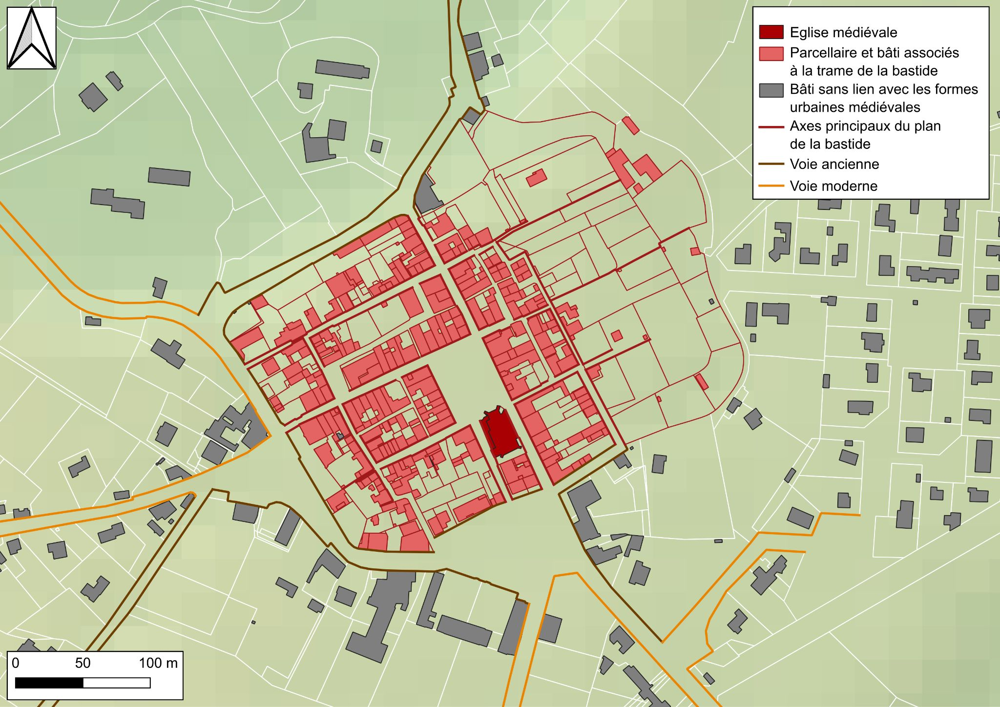 Eglise médiévale
Parcellaire et bâti associés
à la trame de la bastide
Bâti sans lien avec les formes
urbaines médiévales
Axes principaux du plan
de la bastide
Voie ancienne
Voie moderne
0 50 100 m